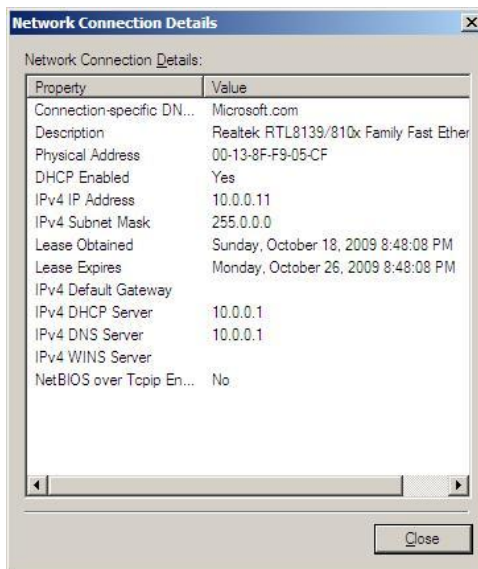 Network Connection Details
Network Connection Details:
Property Value
Connection-specific DN... Microsoft.com
Description Realtek RTL8139/810x Family Fast Ether
Physical Address 00-13-8F-F9-05-CF
DHCP Enabled Yes
IPv4 IP Address 10.0.0.11
IPv4 Subnet Mask 255.0.0.0
Lease Obtained Sunday, October 18, 2009 8:48:08 PM
Lease Expires Monday, October 26, 2009 8:48:08 PM
IPv4 Default Gateway
IPv4 DHCP Server 10.0.0.1
IPv4 DNS Server 10.0.0.1
IPv4 WINS Server
NetBIOS over Tcpip En... No
Close